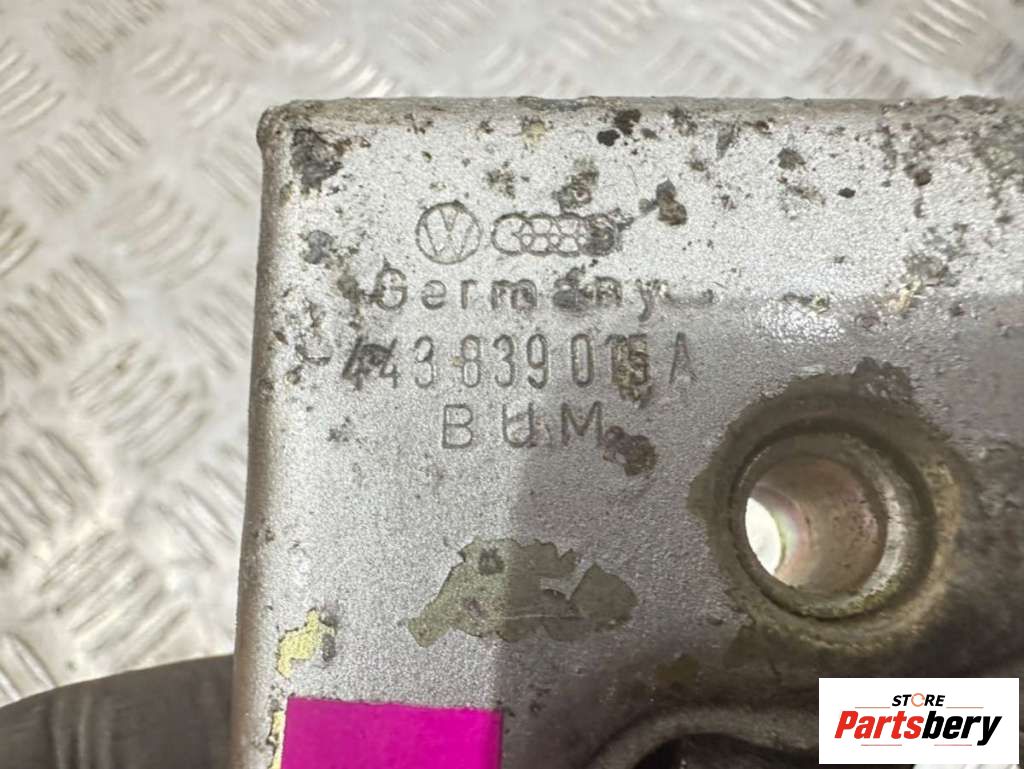 Germany
443 839 015 A
BUM
STORE
Partsbery